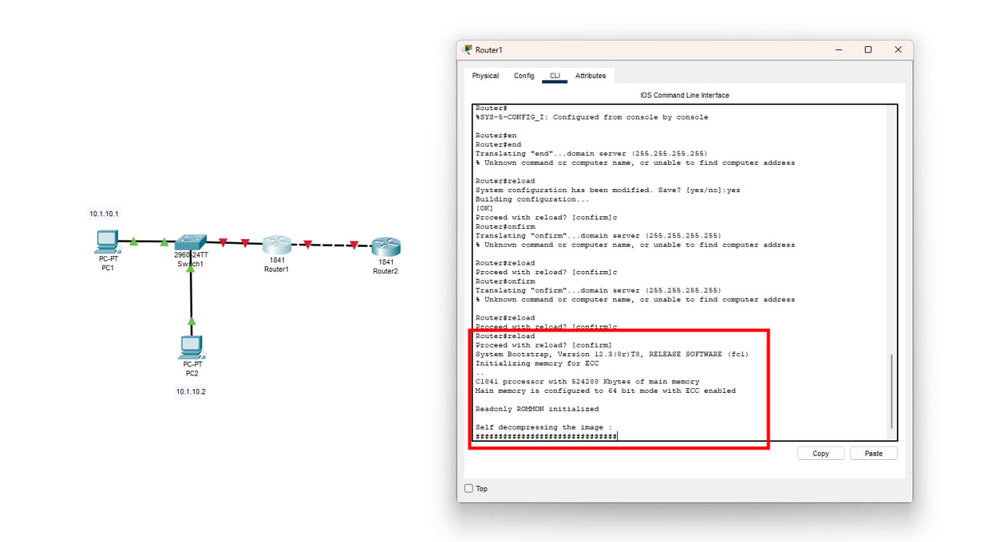 10.1.10.1
PC-PT
PC1
2960-24TT
Switch1
1841
Router1
1841
Router2
PC-PT
PC2
10.1.10.2
Router1
Physical Config CLI Attributes
IOS Command Line Interface
Router#
%SYS-5-CONFIG_I: Configured from console by console
Router#en
Router#end
Translating "end"...domain server (255.255.255.255)
% Unknown command or computer name, or unable to find computer address
Router#reload
System configuration has been modified. Save? [yes/no]:yes
Building configuration...
[OK]
Proceed with reload? [confirm]c
Router#onfirm
Translating "onfirm"...domain server (255.255.255.255)
% Unknown command or computer name, or unable to find computer address
Router#reload
Proceed with reload? [confirm]c
Router#onfirm
Translating "onfirm"...domain server (255.255.255.255)
% Unknown command or computer name, or unable to find computer address
Router#reload
Proceed with reload? [confirm]c
Router#reload
Proceed with reload? [confirm]
System Bootstrap, Version 12.3(8r)T8, RELEASE SOFTWARE (fc1)
Initializing memory for ECC
..
C1841 processor with 524288 Kbytes of main memory
Main memory is configured to 64 bit mode with ECC enabled
Readonly ROMMON initialized
Self decompressing the image :
###############################
Copy Paste
Top